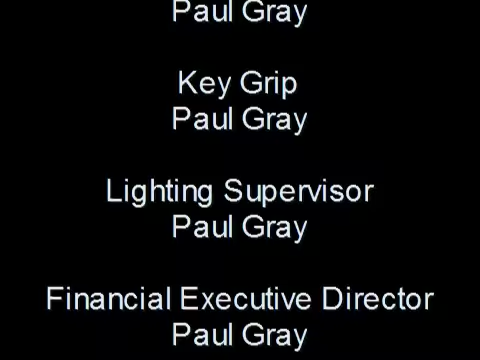 Paul Gray
Key Grip
Paul Gray
Lighting Supervisor
Paul Gray
Financial Executive Director
Paul Gray